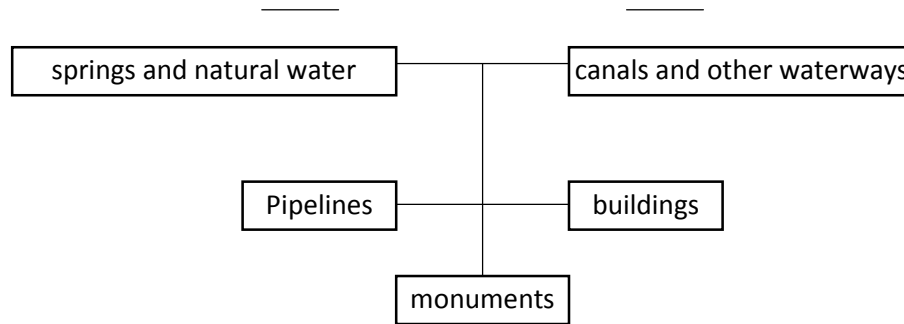 springs and natural water
canals and other waterways
Pipelines
buildings
monuments